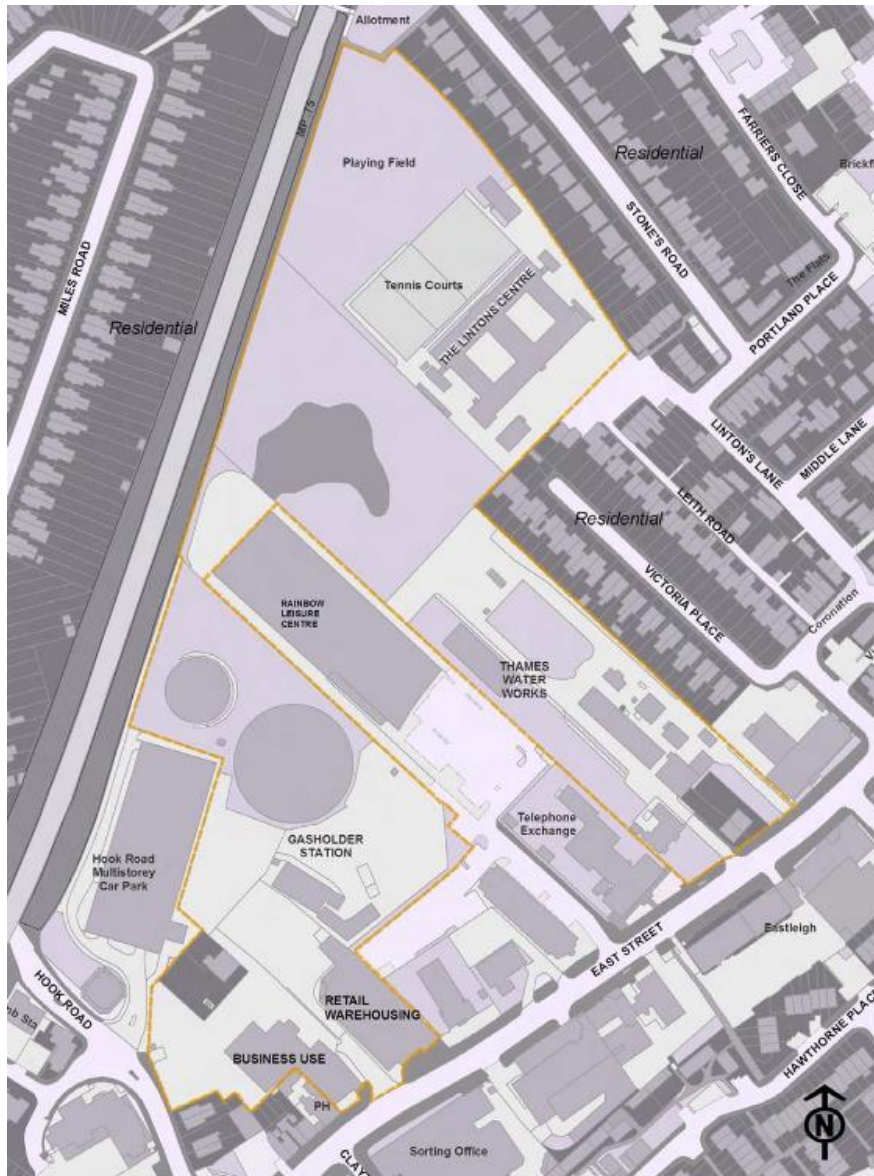 Allotment
MP .75
Playing Field
Residential
FARRIERS CLOSE
STONE'S ROAD
The Flats
PORTLAND PLACE
MILES ROAD
Residential
Tennis Courts
THE LINTONS CENTRE
LINTON'S LANE
MIDDLE LANE
LEITH ROAD
Residential
VICTORIA PLACE
Coronation
RAINBOW
LEISURE
CENTRE
THAMES
WATER
WORKS
Telephone
Exchange
GASHOLDER
STATION
Hook Road
Multistorey
Car Park
EAST STREET
Eastleigh
HOOK ROAD
RETAIL
WAREHOUSING
HAWTHORNE PLACE
BUSINESS USE
PH
Sorting Office
N